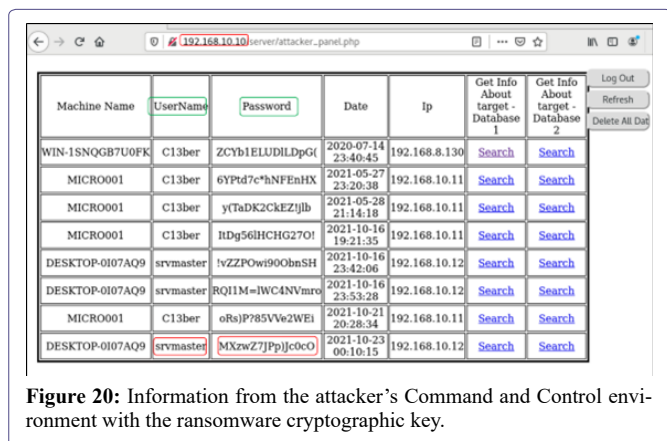 192.168.10.10/server/attacker_panel.php
Machine Name UserName Password Date Ip Get Info About target - Database 1 Get Info About target - Database 2
Log Out
Refresh
Delete All Dat
WIN-1SNQGB7U0FK C13ber ZCYb1ELUDlLDpG( 2020-07-14 23:40:45 192.168.8.130 Search Search
MICRO001 C13ber 6YPtd7c*hNFEnHX 2021-05-27 23:20:38 192.168.10.11 Search Search
MICRO001 C13ber y(TaDK2CkEZ!jlb 2021-05-28 21:14:18 192.168.10.11 Search Search
MICRO001 C13ber ItDg56lHCHG27O! 2021-10-16 19:21:35 192.168.10.11 Search Search
DESKTOP-0I07AQ9 srvmaster !vZZPOwi90ObnSH 2021-10-16 23:42:06 192.168.10.12 Search Search
DESKTOP-0I07AQ9 srvmaster RQI1M=lWC4NVmro 2021-10-16 23:53:28 192.168.10.12 Search Search
MICRO001 C13ber oRs)P?85VVe2WEi 2021-10-21 20:28:34 192.168.10.11 Search Search
DESKTOP-0I07AQ9 srvmaster MXzwZ7JPp)Jc0cO 2021-10-23 00:10:15 192.168.10.12 Search Search
Figure 20: Information from the attacker's Command and Control envi-
ronment with the ransomware cryptographic key.